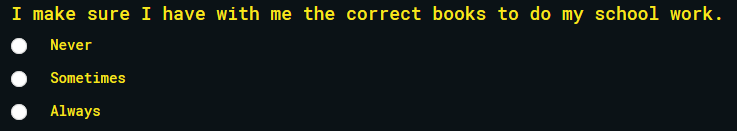 I make sure I have with me the correct books to do my school work.
Never
Sometimes
Always